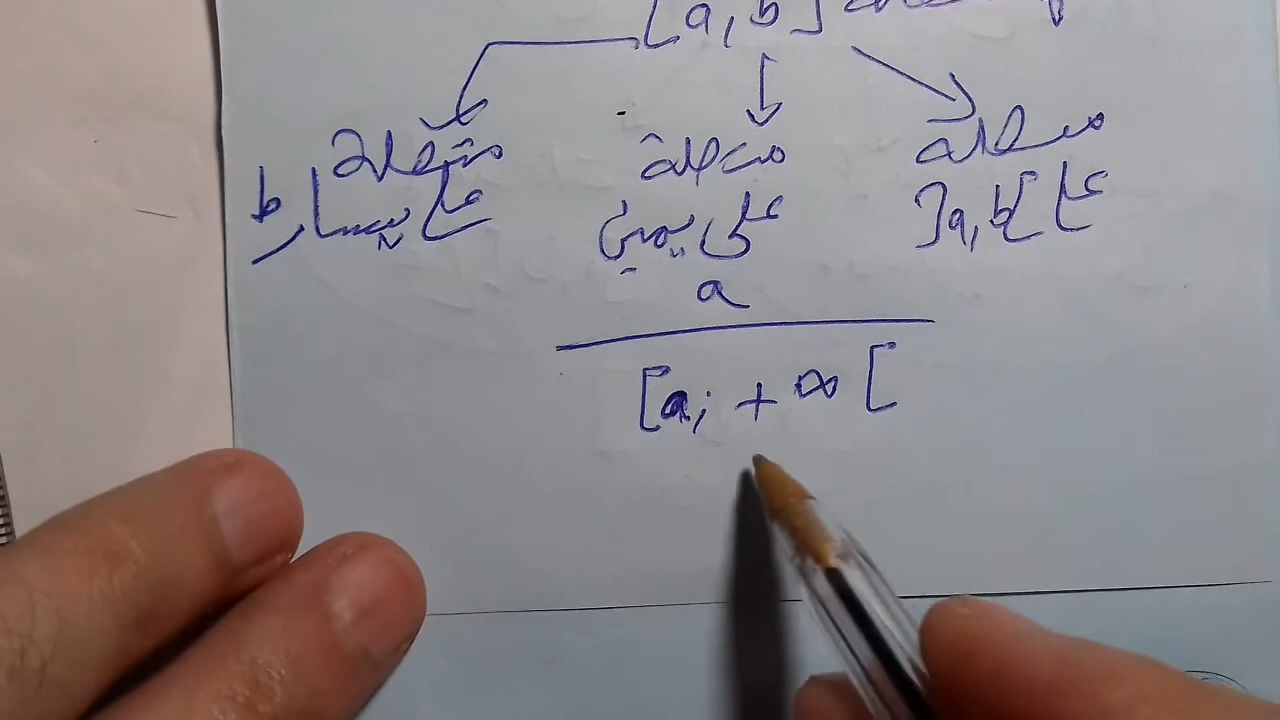 [a, b]
متصلة
على ]a, b[
متصلة
على يمين
a
متصلة
على يسار b
[a; +∞[